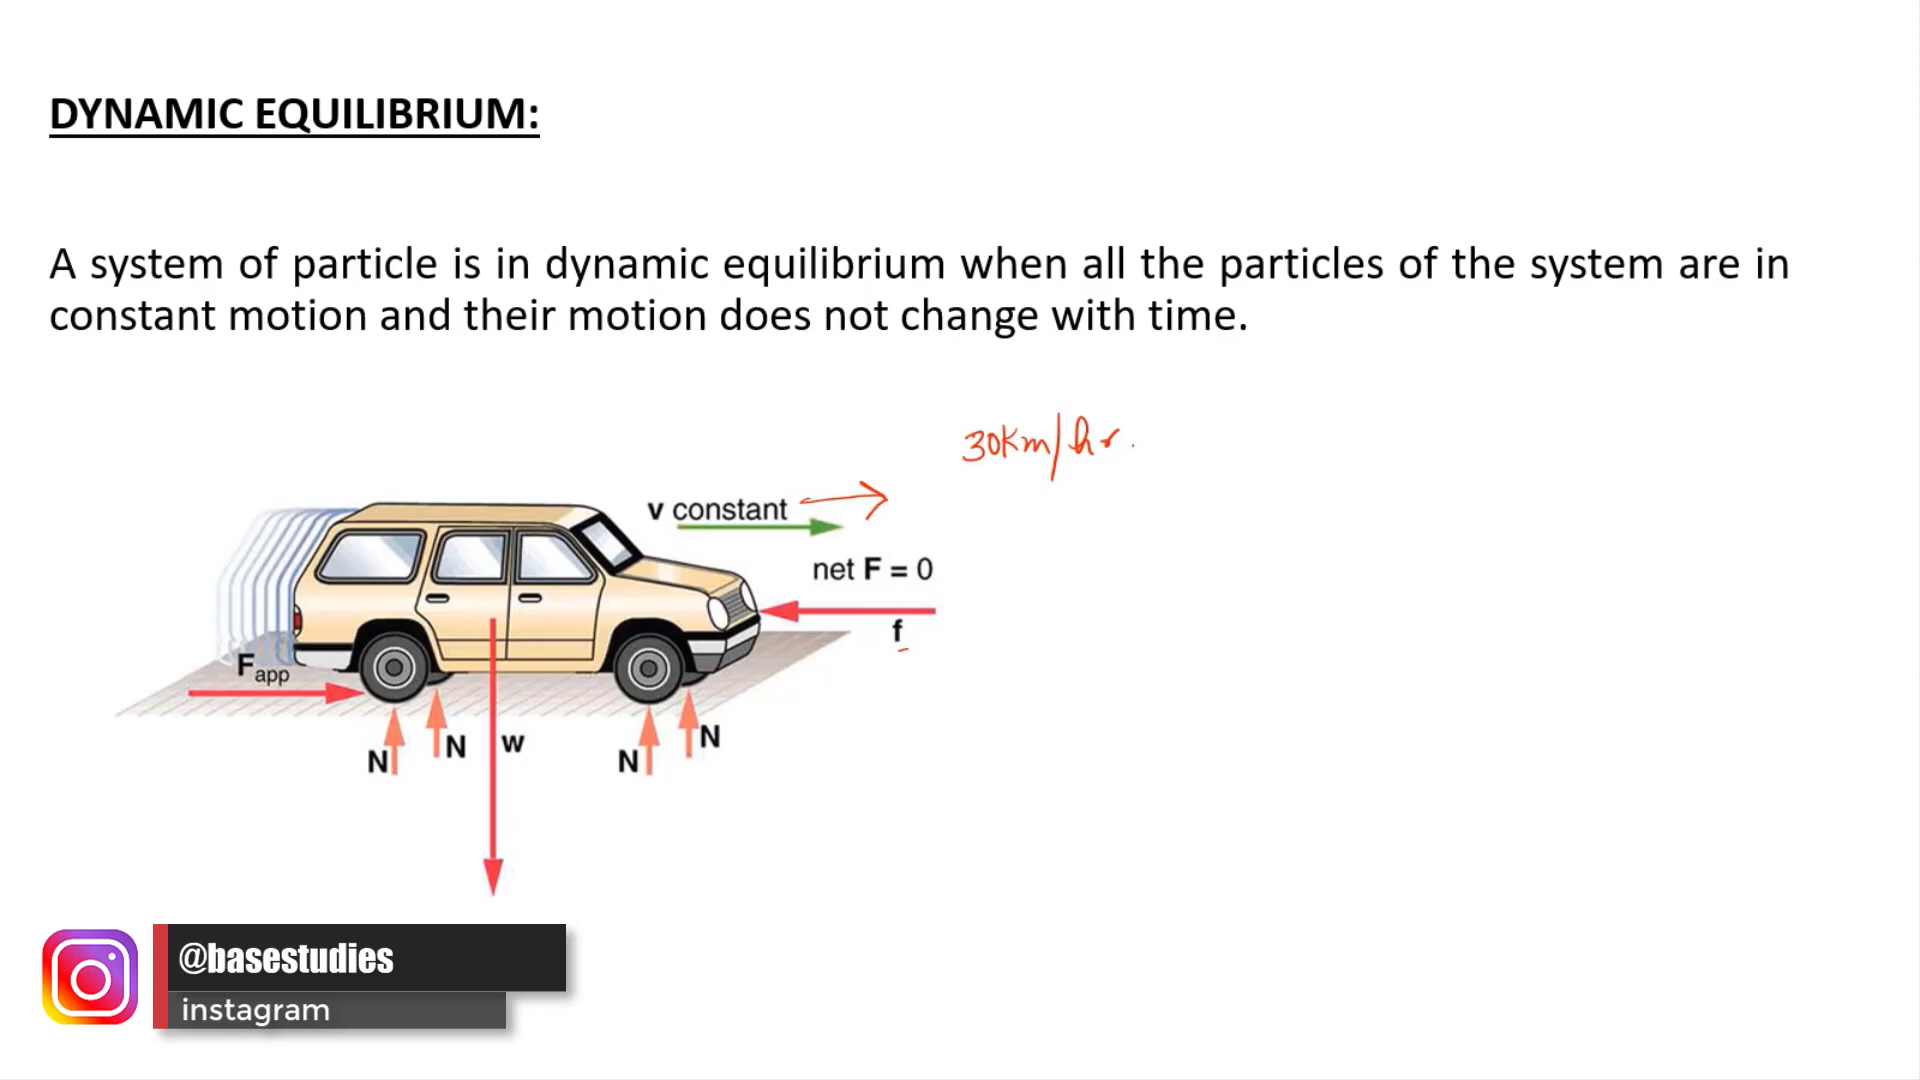 DYNAMIC EQUILIBRIUM:
A system of particle is in dynamic equilibrium when all the particles of the system are in
constant motion and their motion does not change with time.
30Km/hr.
v constant
net F = 0
f
Fapp
N
N
w
N
N
@basestudies
instagram